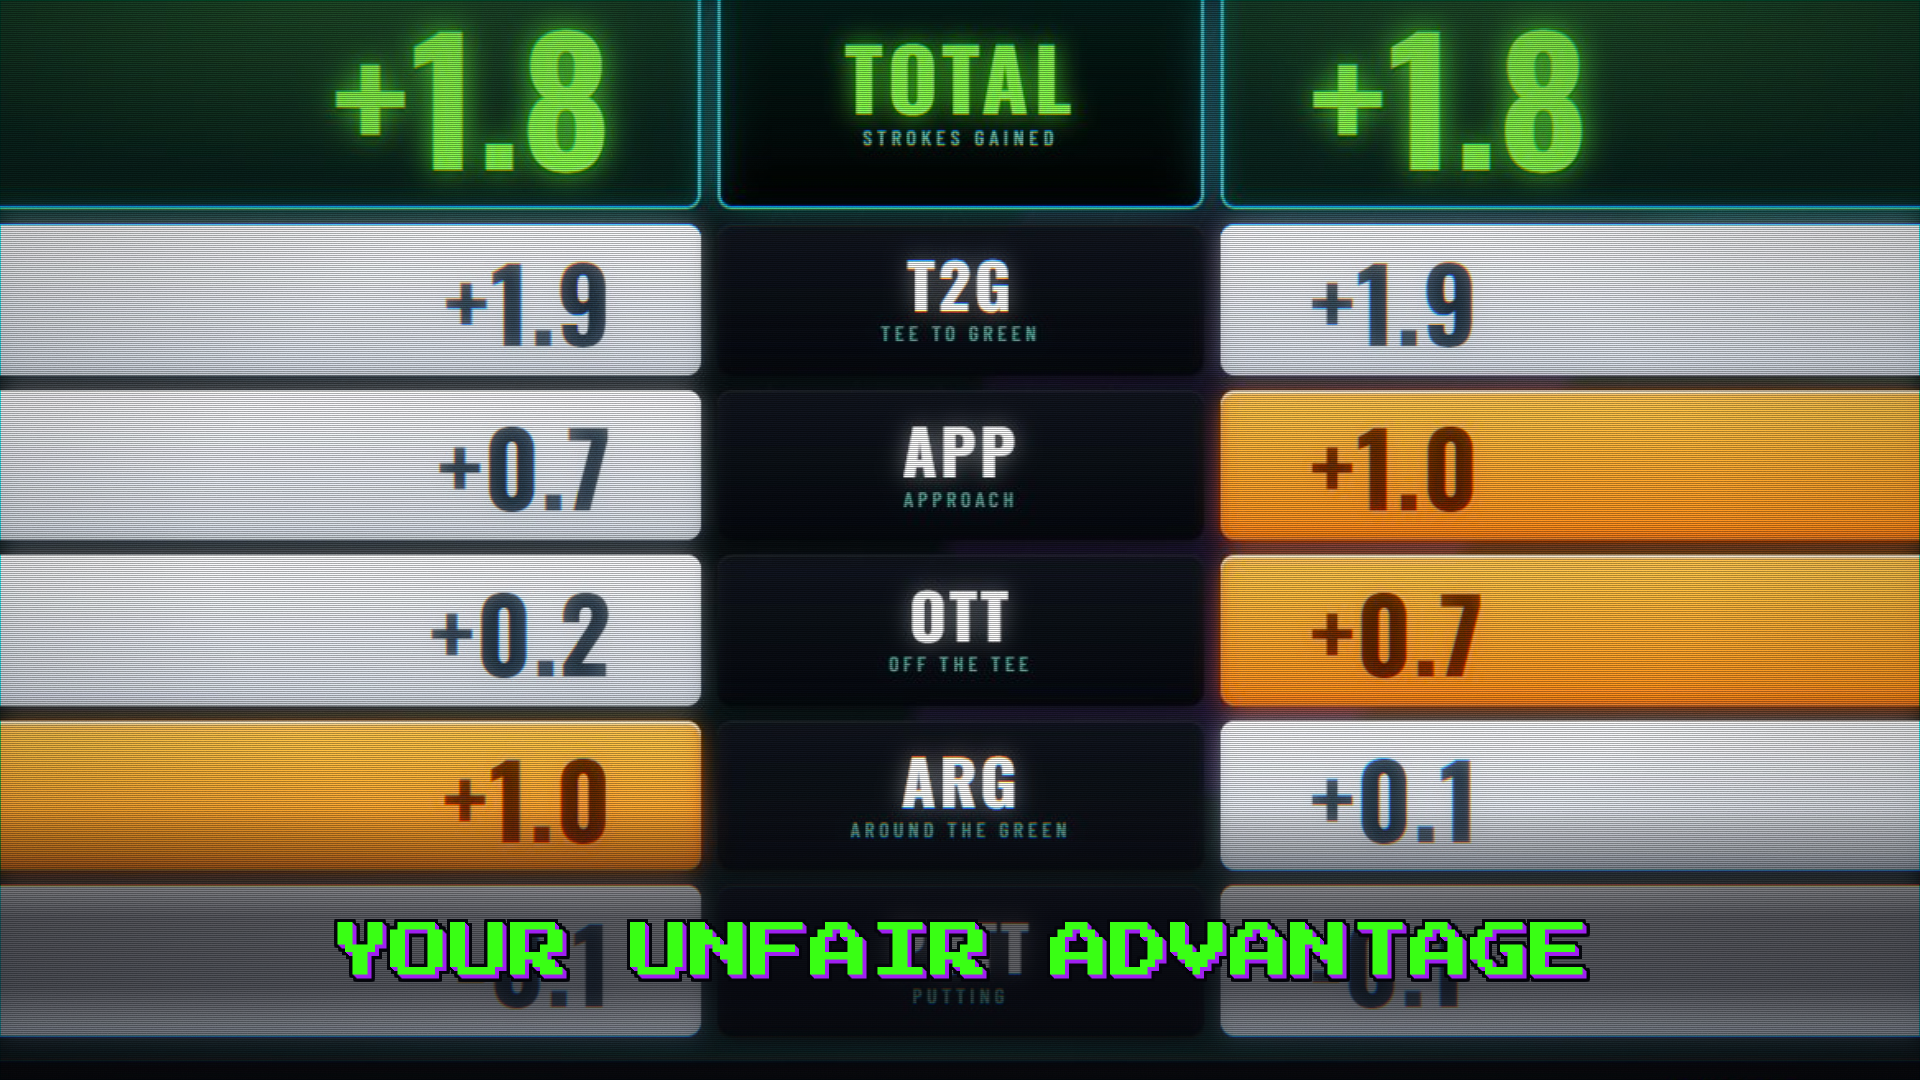 +1.8 TOTAL +1.8
STROKES GAINED
+1.9 T2G +1.9
TEE TO GREEN
+0.7 APP +1.0
APPROACH
+0.2 OTT +0.7
OFF THE TEE
+1.0 ARG +0.1
AROUND THE GREEN
YOUR UNFAIR ADVANTAGE
PUTTING